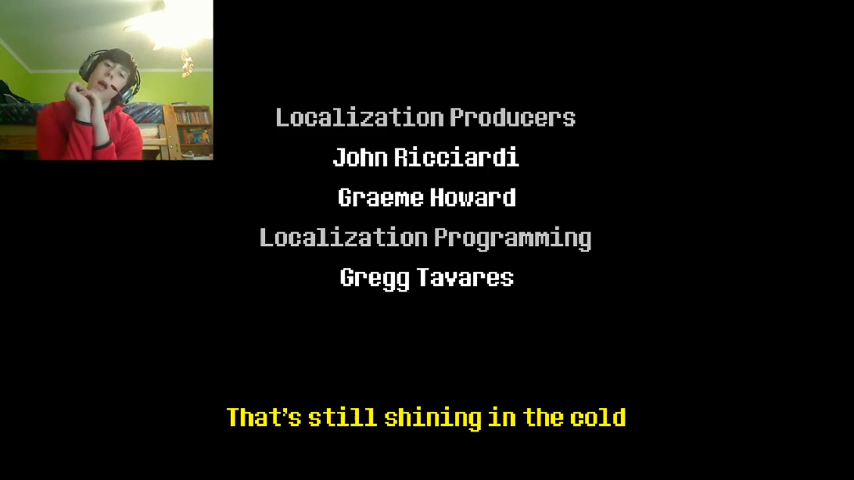 Localization Producers
John Ricciardi
Graeme Howard
Localization Programming
Gregg Tavares
That's still shining in the cold